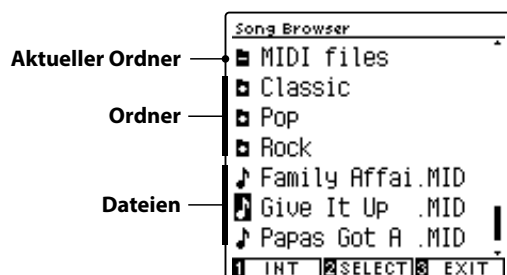 Song Browser
Aktueller Ordner
MIDI files
Classic
Ordner
Pop
Rock
Family Affai.MID
Dateien
Give It Up .MID
Papas Got A .MID
1 INT 2 SELECT 3 EXIT